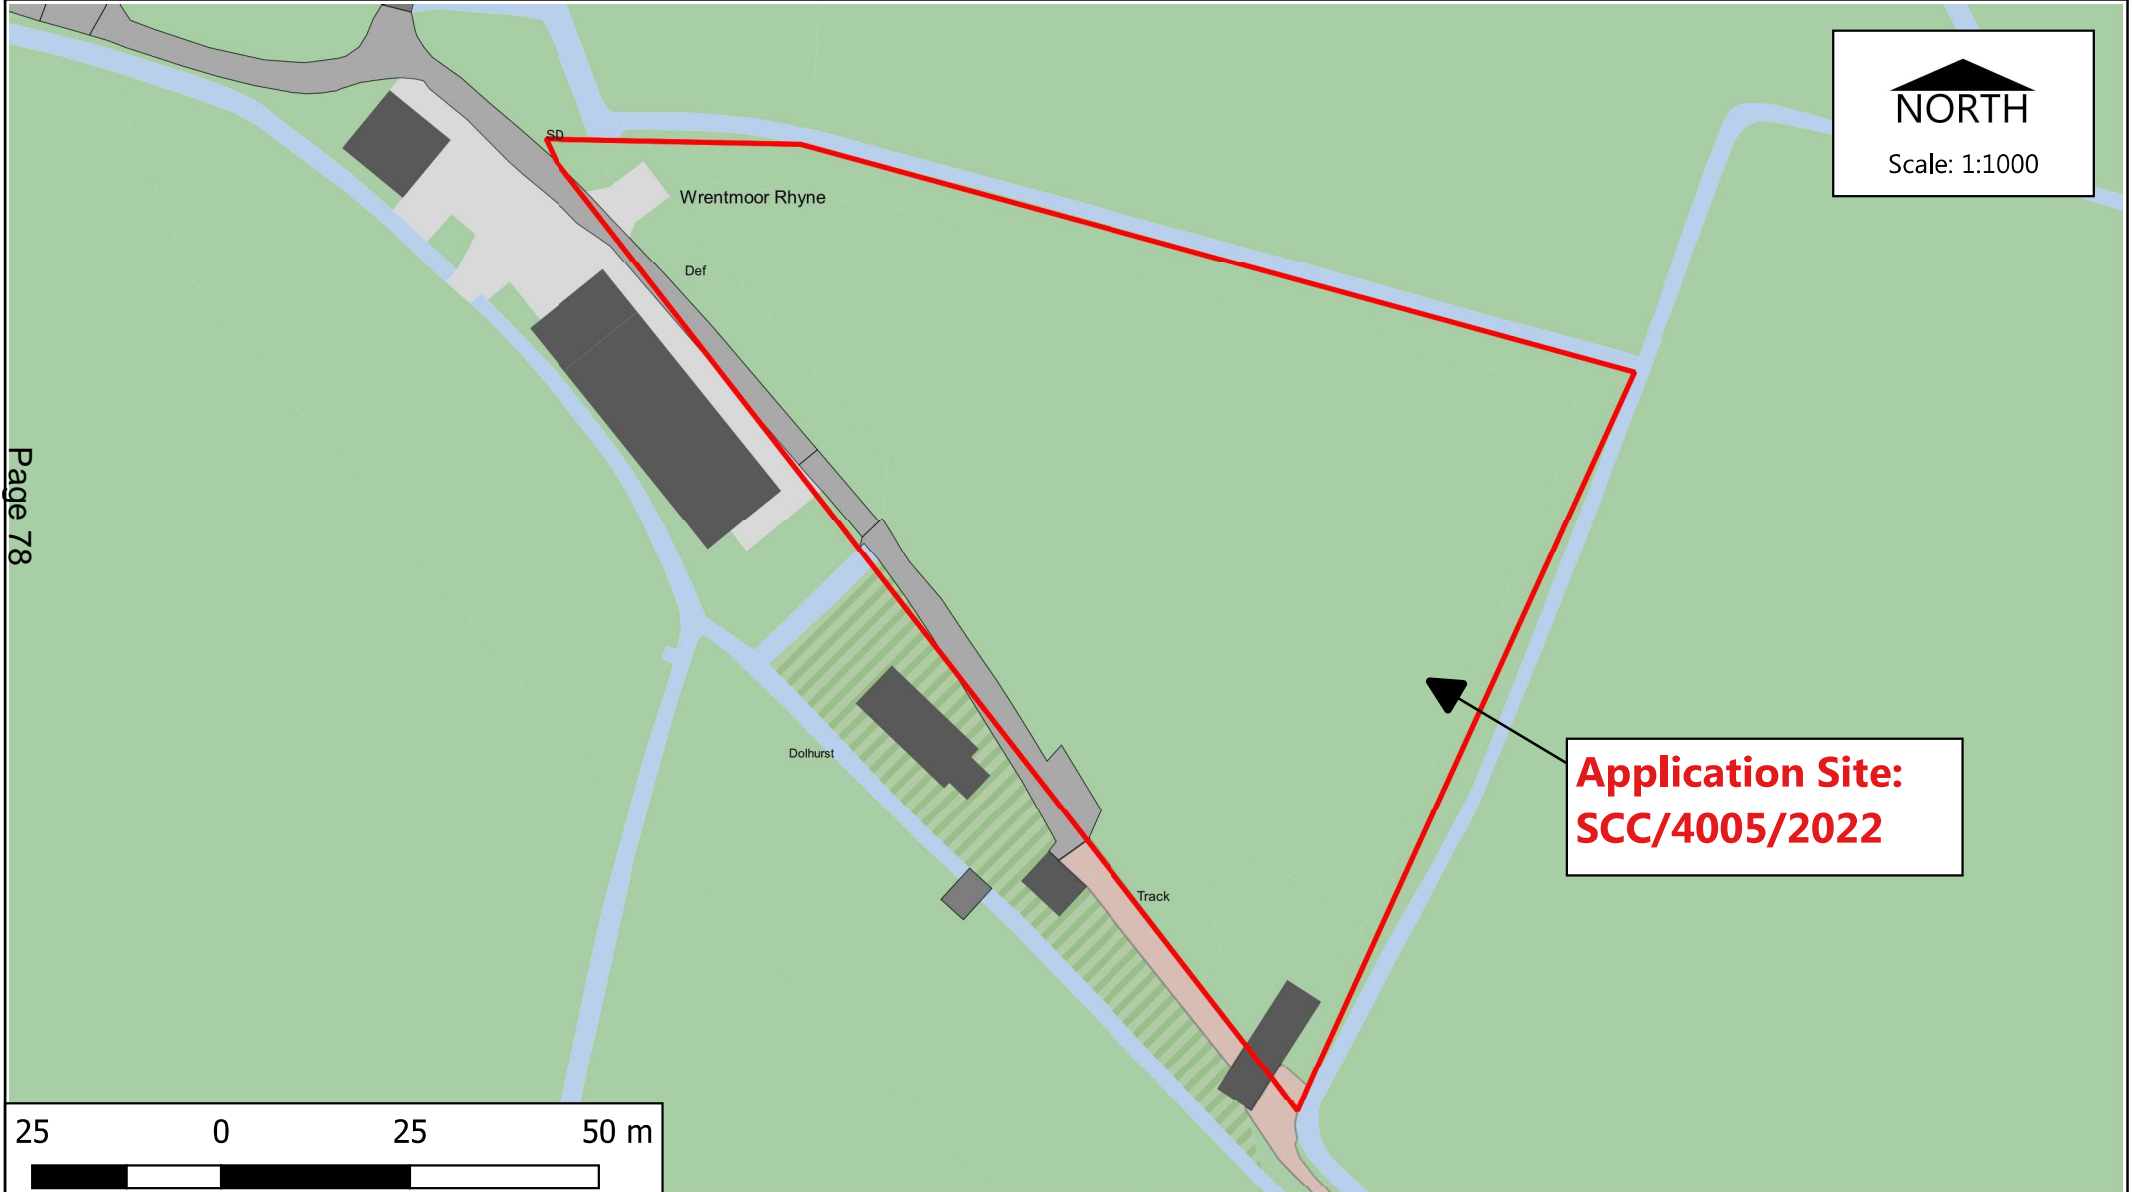 SD
NORTH
Scale: 1:1000
Wrentmoor Rhyne
Def
Page 78
Dolhurst
Application Site:
SCC/4005/2022
Track
25 0 25 50 m